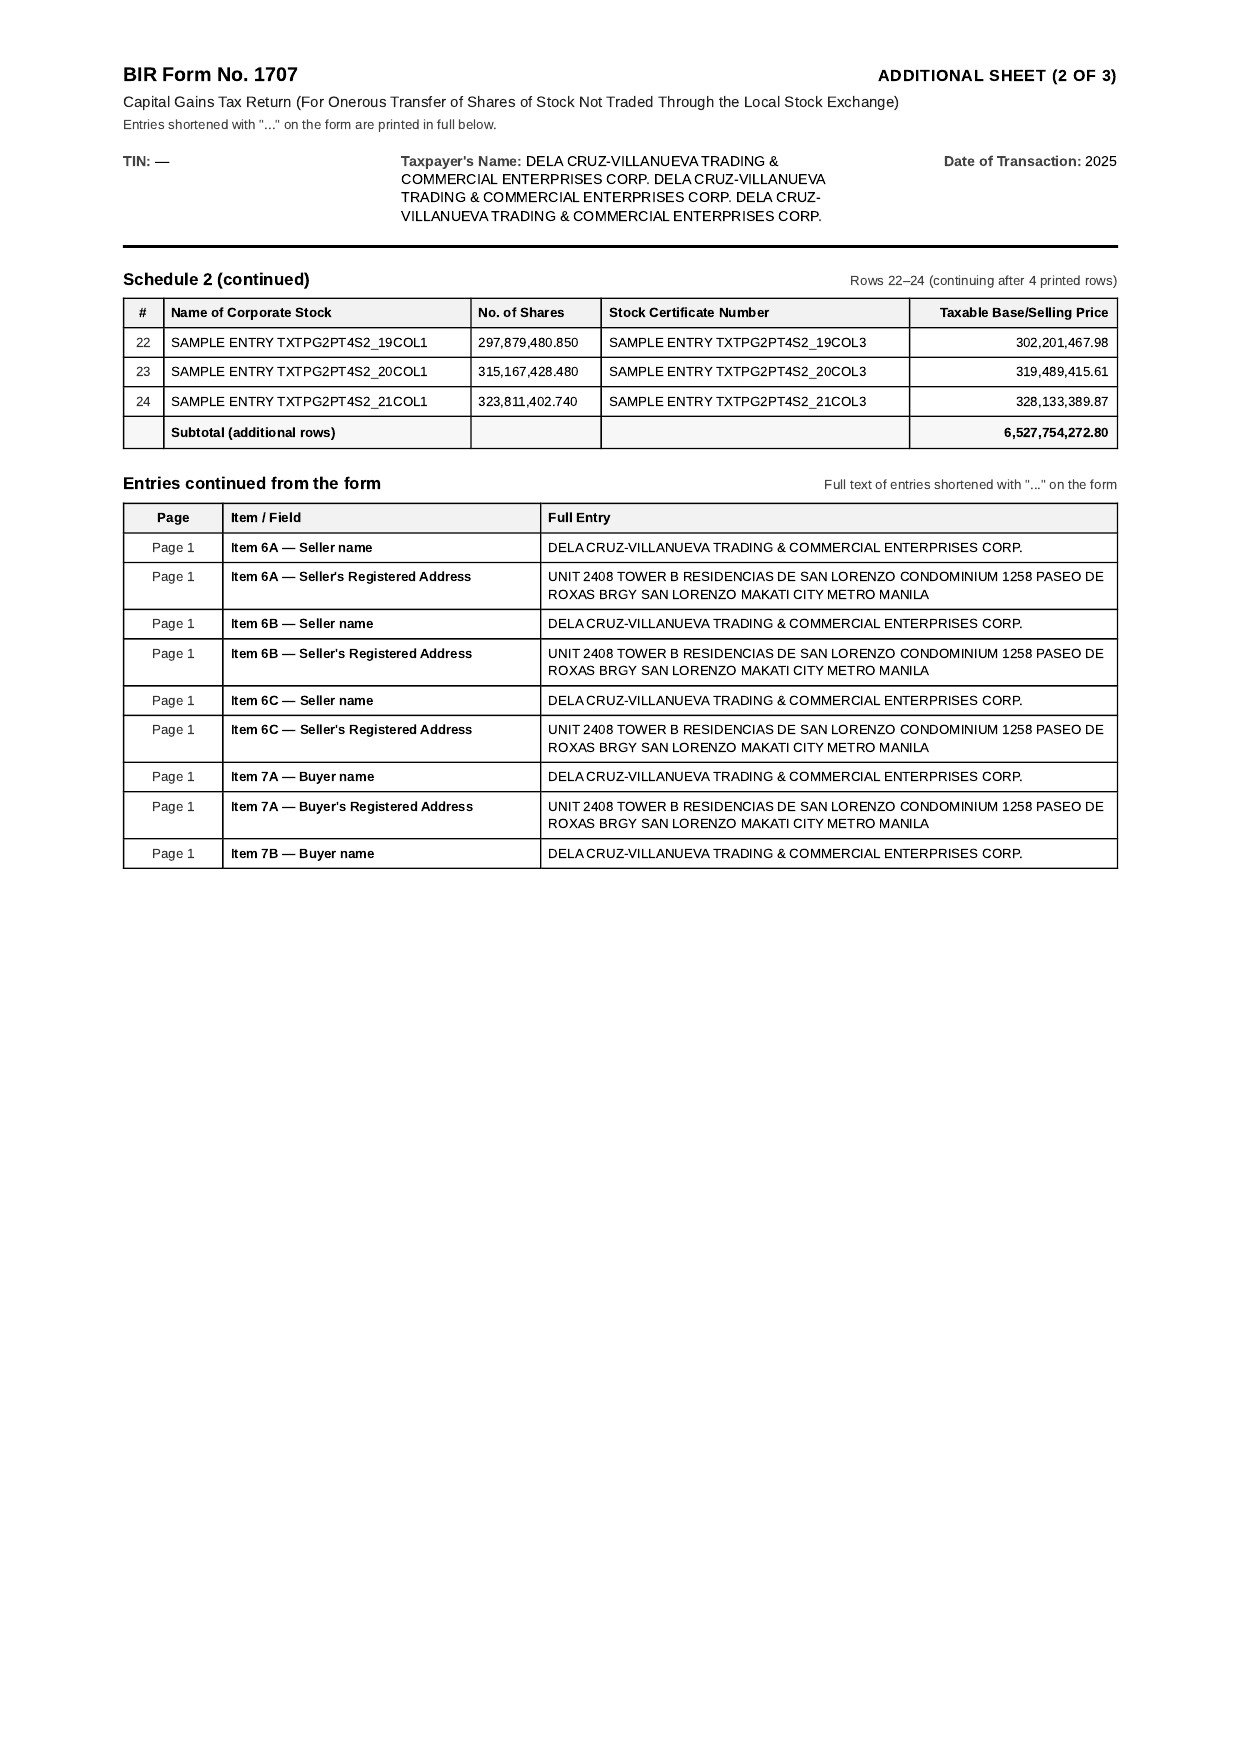 BIR Form No. 1707
ADDITIONAL SHEET (2 OF 3)
Capital Gains Tax Return (For Onerous Transfer of Shares of Stock Not Traded Through the Local Stock Exchange)
Entries shortened with "..." on the form are printed in full below.
TIN: —
Taxpayer's Name: DELA CRUZ-VILLANUEVA TRADING &
COMMERCIAL ENTERPRISES CORP. DELA CRUZ-VILLANUEVA
TRADING & COMMERCIAL ENTERPRISES CORP. DELA CRUZ-
VILLANUEVA TRADING & COMMERCIAL ENTERPRISES CORP.
Date of Transaction: 2025
Schedule 2 (continued)
Rows 22–24 (continuing after 4 printed rows)
# Name of Corporate Stock No. of Shares Stock Certificate Number Taxable Base/Selling Price
22 SAMPLE ENTRY TXTPG2PT4S2_19COL1 297,879,480.850 SAMPLE ENTRY TXTPG2PT4S2_19COL3 302,201,467.98
23 SAMPLE ENTRY TXTPG2PT4S2_20COL1 315,167,428.480 SAMPLE ENTRY TXTPG2PT4S2_20COL3 319,489,415.61
24 SAMPLE ENTRY TXTPG2PT4S2_21COL1 323,811,402.740 SAMPLE ENTRY TXTPG2PT4S2_21COL3 328,133,389.87
Subtotal (additional rows) 6,527,754,272.80
Entries continued from the form
Full text of entries shortened with "..." on the form
Page Item / Field Full Entry
Page 1 Item 6A — Seller name DELA CRUZ-VILLANUEVA TRADING & COMMERCIAL ENTERPRISES CORP.
Page 1 Item 6A — Seller's Registered Address UNIT 2408 TOWER B RESIDENCIAS DE SAN LORENZO CONDOMINIUM 1258 PASEO DE
ROXAS BRGY SAN LORENZO MAKATI CITY METRO MANILA
Page 1 Item 6B — Seller name DELA CRUZ-VILLANUEVA TRADING & COMMERCIAL ENTERPRISES CORP.
Page 1 Item 6B — Seller's Registered Address UNIT 2408 TOWER B RESIDENCIAS DE SAN LORENZO CONDOMINIUM 1258 PASEO DE
ROXAS BRGY SAN LORENZO MAKATI CITY METRO MANILA
Page 1 Item 6C — Seller name DELA CRUZ-VILLANUEVA TRADING & COMMERCIAL ENTERPRISES CORP.
Page 1 Item 6C — Seller's Registered Address UNIT 2408 TOWER B RESIDENCIAS DE SAN LORENZO CONDOMINIUM 1258 PASEO DE
ROXAS BRGY SAN LORENZO MAKATI CITY METRO MANILA
Page 1 Item 7A — Buyer name DELA CRUZ-VILLANUEVA TRADING & COMMERCIAL ENTERPRISES CORP.
Page 1 Item 7A — Buyer's Registered Address UNIT 2408 TOWER B RESIDENCIAS DE SAN LORENZO CONDOMINIUM 1258 PASEO DE
ROXAS BRGY SAN LORENZO MAKATI CITY METRO MANILA
Page 1 Item 7B — Buyer name DELA CRUZ-VILLANUEVA TRADING & COMMERCIAL ENTERPRISES CORP.